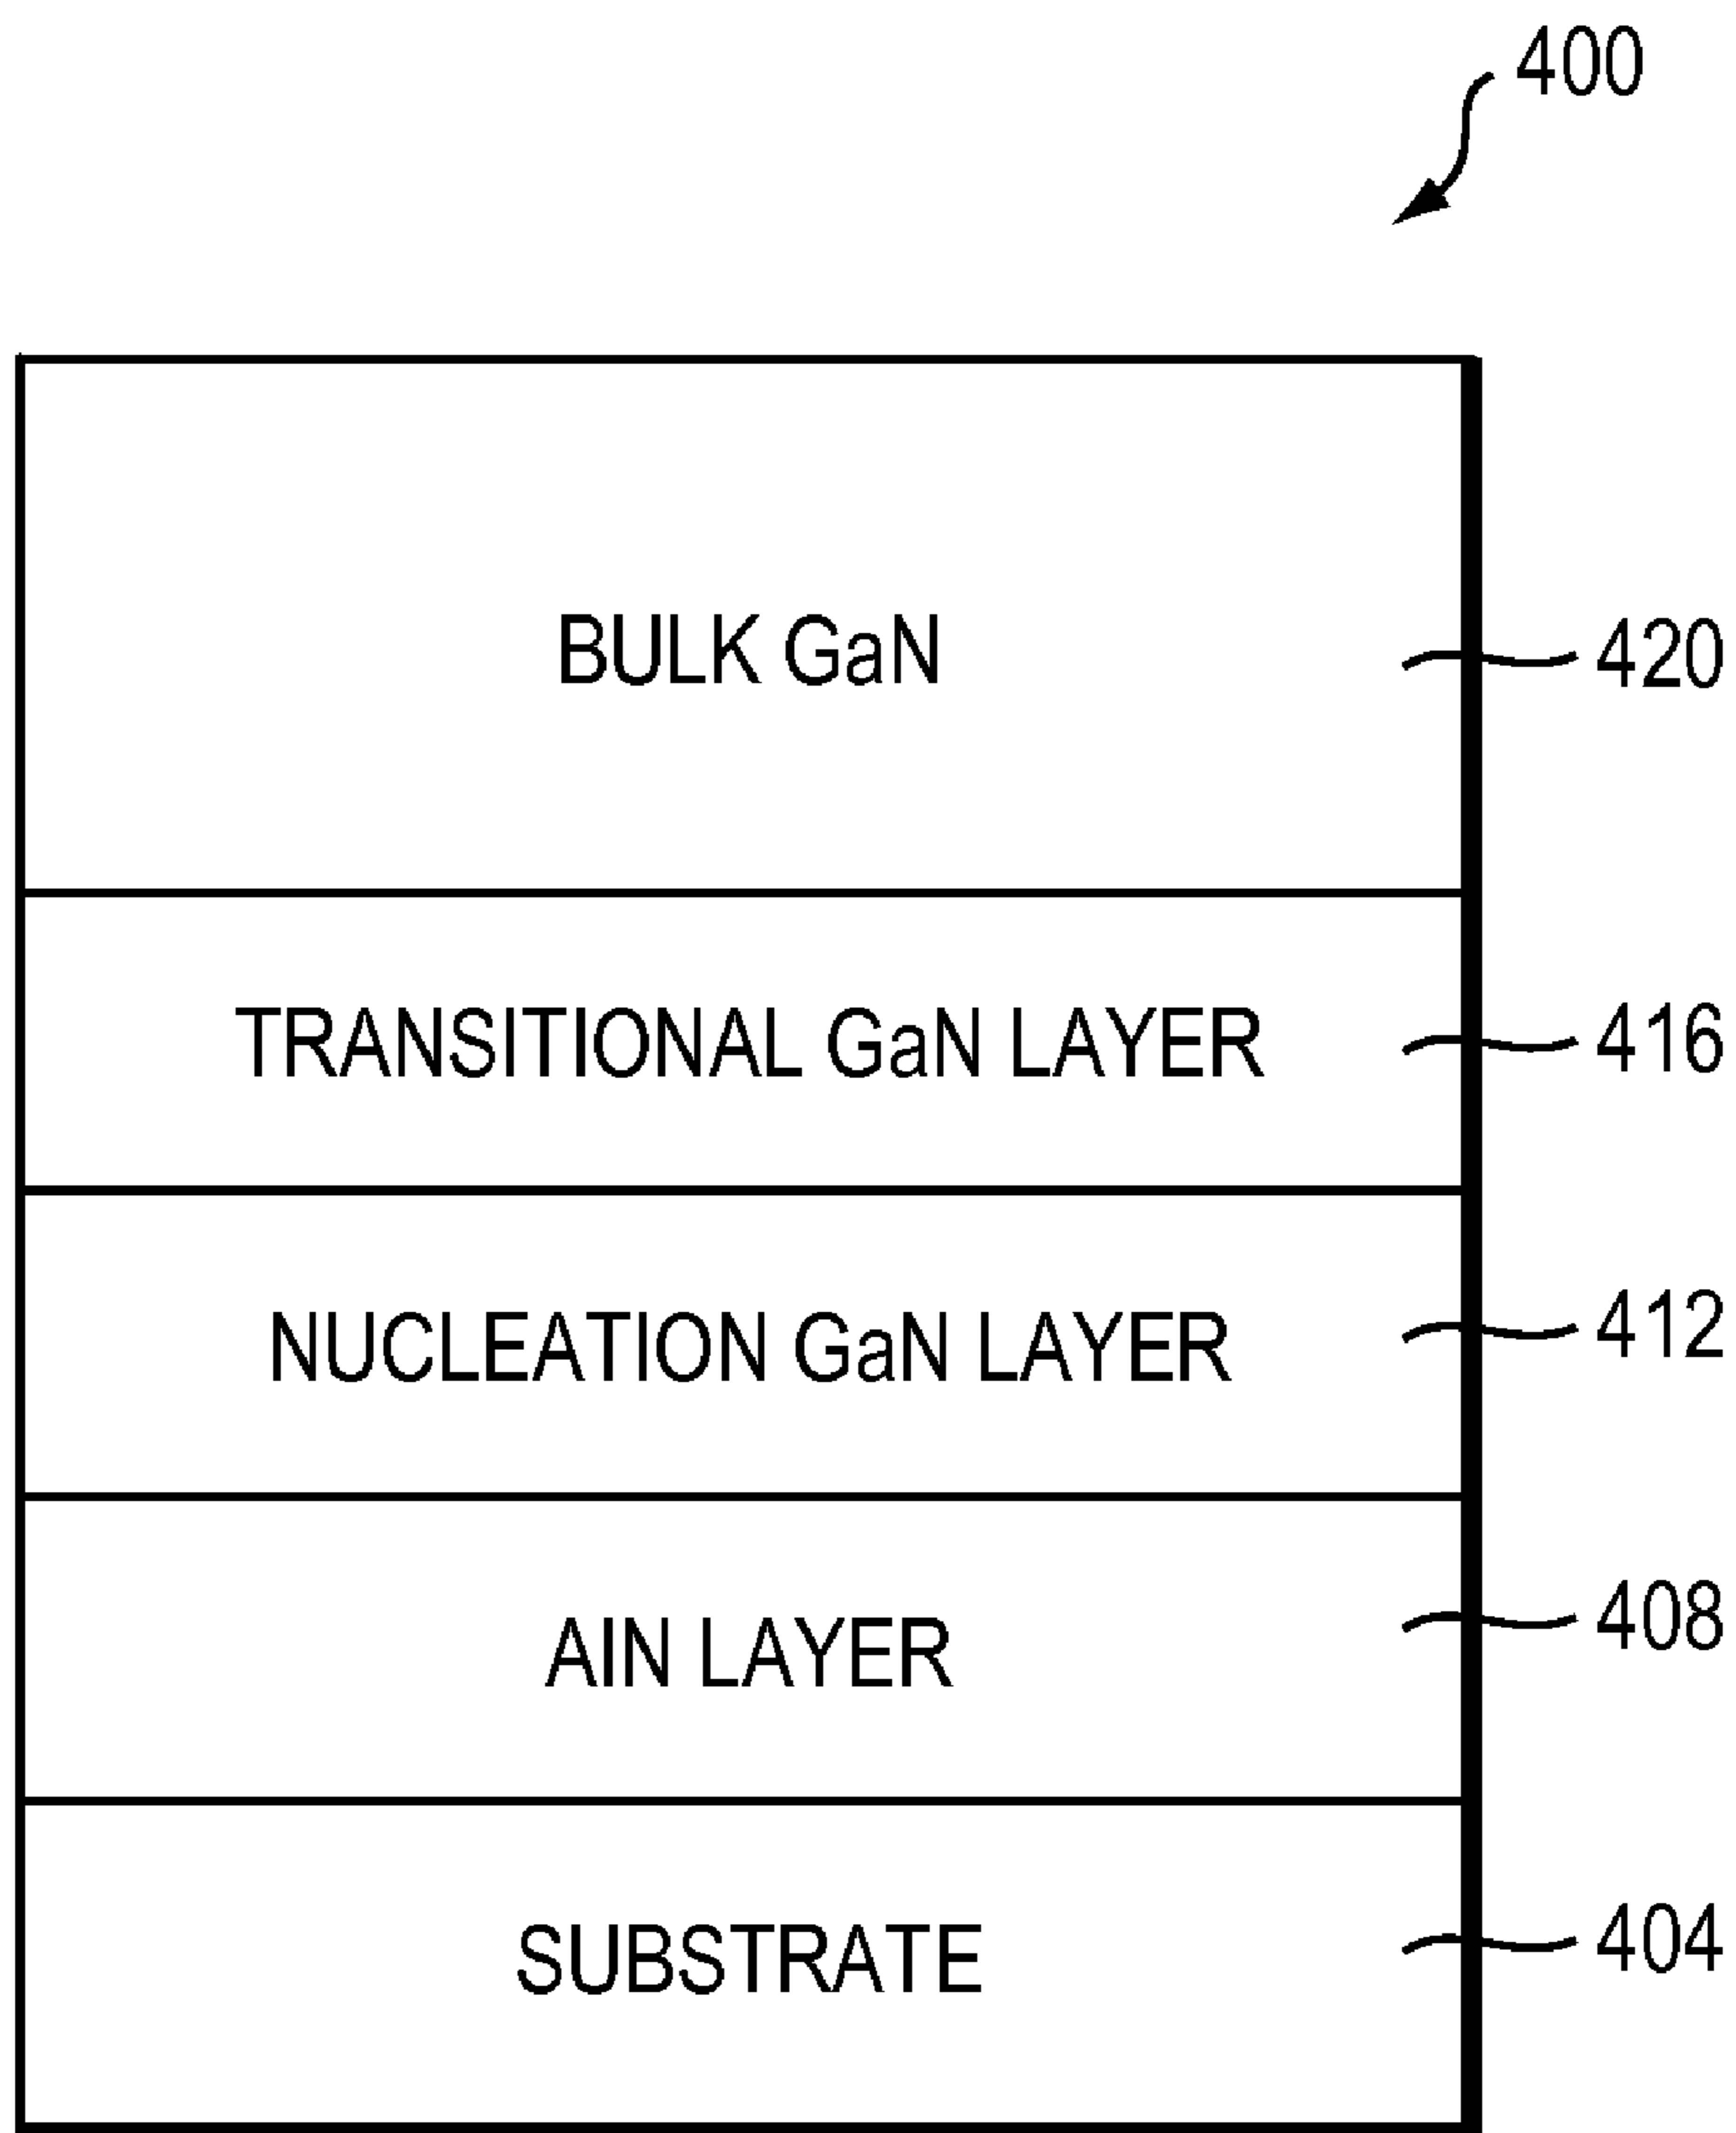 400
BULK GaN
420
TRANSITIONAL GaN LAYER
416
NUCLEATION GaN LAYER
412
AlN LAYER
408
SUBSTRATE
404